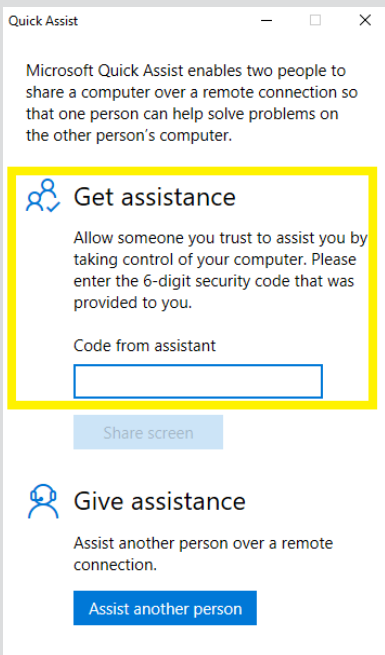 Quick Assist
Microsoft Quick Assist enables two people to
share a computer over a remote connection so
that one person can help solve problems on
the other person's computer.
Get assistance
Allow someone you trust to assist you by
taking control of your computer. Please
enter the 6-digit security code that was
provided to you.
Code from assistant
Share screen
Give assistance
Assist another person over a remote
connection.
Assist another person